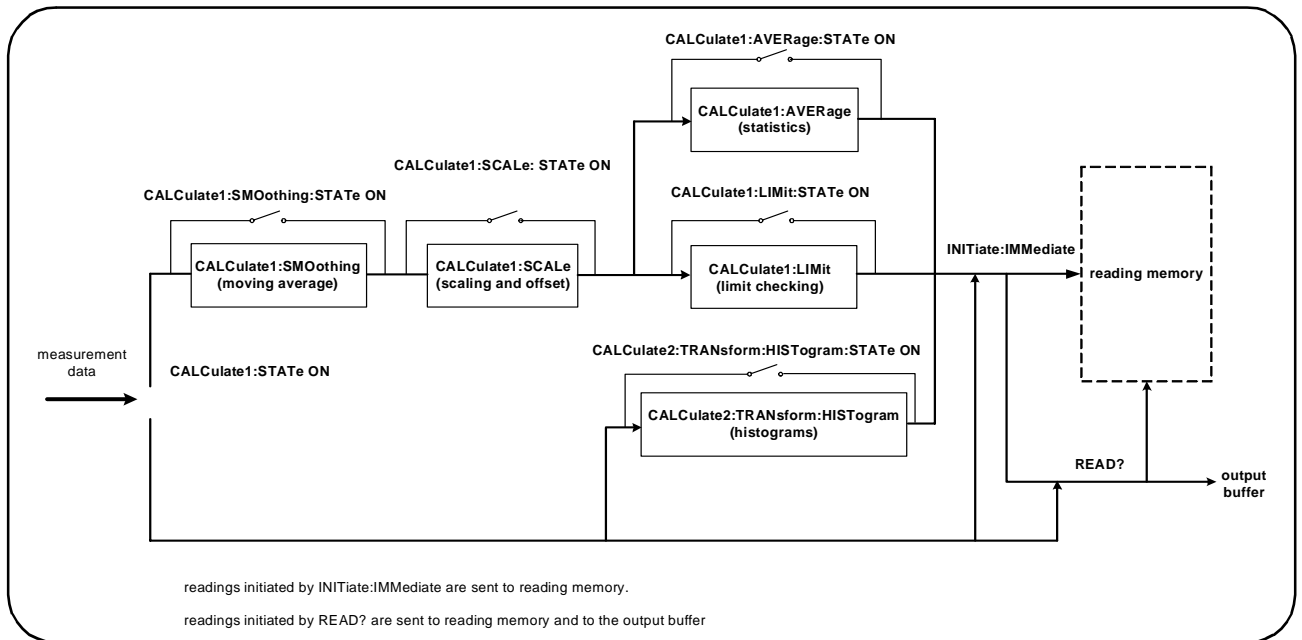 CALCulate1:AVERage:STATe ON
CALCulate1:AVERage
(statistics)
CALCulate1:SCALe: STATe ON
CALCulate1:SMOothing:STATe ON
CALCulate1:LIMit:STATe ON
CALCulate1:SMOothing
(moving average)
CALCulate1:SCALe
(scaling and offset)
CALCulate1:LIMit
(limit checking)
INITiate:IMMediate
reading memory
measurement
data
CALCulate1:STATe ON
CALCulate2:TRANsform:HISTogram:STATe ON
CALCulate2:TRANsform:HISTogram
(histograms)
READ?
output
buffer
readings initiated by INITiate:IMMediate are sent to reading memory.
readings initiated by READ? are sent to reading memory and to the output buffer